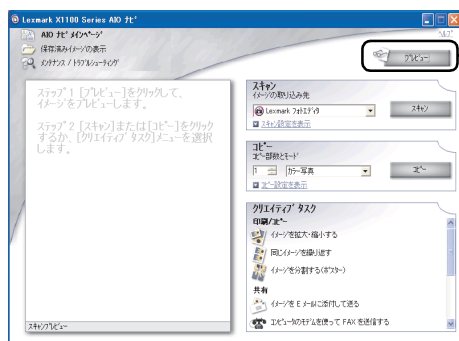 Lexmark X1100 Series AIO ナビ
ヘルプ
AIO ナビ メインページ
保存済みイメージの表示
メンテナンス / トラブルシューティング
プレビュー
ステップ 1 [プレビュー]をクリックして、
イメージをプレビューします。
ステップ 2 [スキャン]または[コピー]をクリック
するか、[クリエイティブ タスク]メニューを選択
します。
スキャンプレビュー
スキャン
イメージの取り込み先
Lexmark フォトエディタ
スキャン
スキャン設定を表示
コピー
コピー部数とモード
1
カラー写真
コピー
コピー設定を表示
クリエイティブ タスク
印刷/コピー
イメージを拡大・縮小する
同じイメージを繰り返す
イメージを分割する(ポスター)
共有
イメージを E メールに添付して送る
コンピュータのモデムを使って FAX を送信する